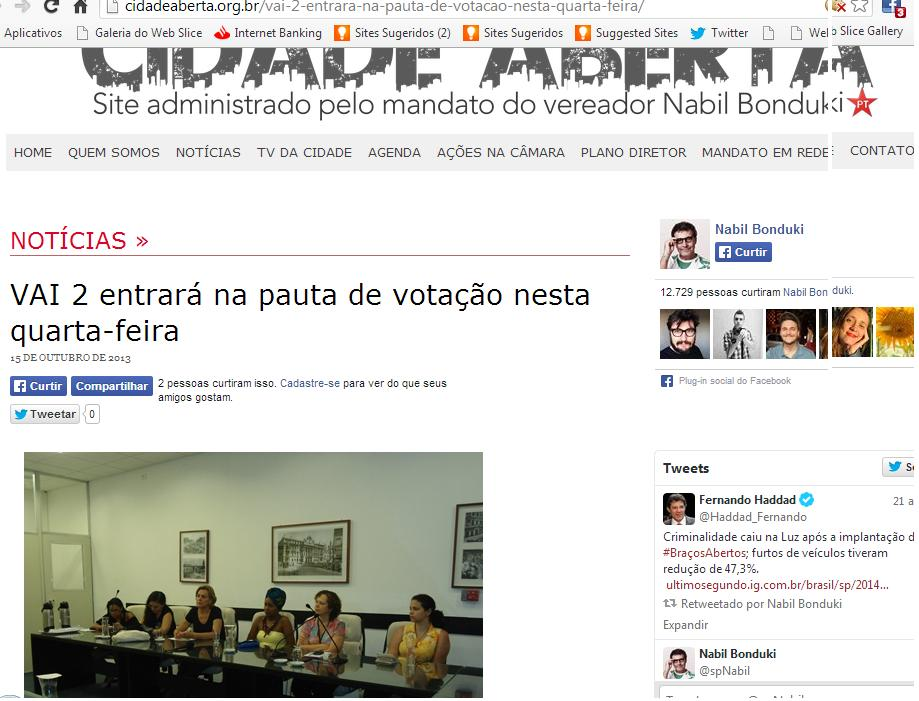 cidadeaberta.org.br/vai-2-entrara-na-pauta-de-votacao-nesta-quarta-feira/
3
Aplicativos Galeria do Web Slice Internet Banking Sites Sugeridos (2) Sites Sugeridos Suggested Sites Twitter Slice Gallery
CIDADE ABERTA
Site administrado pelo mandato do vereador Nabil Bonduki PT
HOME QUEM SOMOS NOTÍCIAS TV DA CIDADE AGENDA AÇÕES NA CÂMARA PLANO DIRETOR MANDATO EM REDE CONTATO
NOTÍCIAS »
VAI 2 entrará na pauta de votação nesta
quarta-feira
15 DE OUTUBRO DE 2013
Curtir Compartilhar 2 pessoas curtiram isso. Cadastre-se para ver do que seus
amigos gostam.
Tweetar 0
Nabil Bonduki
Curtir
12.729 pessoas curtiram Nabil Bonduki.
Plug-in social do Facebook
Tweets
Fernando Haddad 21 a
@Haddad_Fernando
Criminalidade caiu na Luz após a implantação d
#BraçosAbertos; furtos de veículos tiveram
redução de 47,3%.
ultimosegundo.ig.com.br/brasil/sp/2014...
Retweetado por Nabil Bonduki
Expandir
Nabil Bonduki
@spNabil